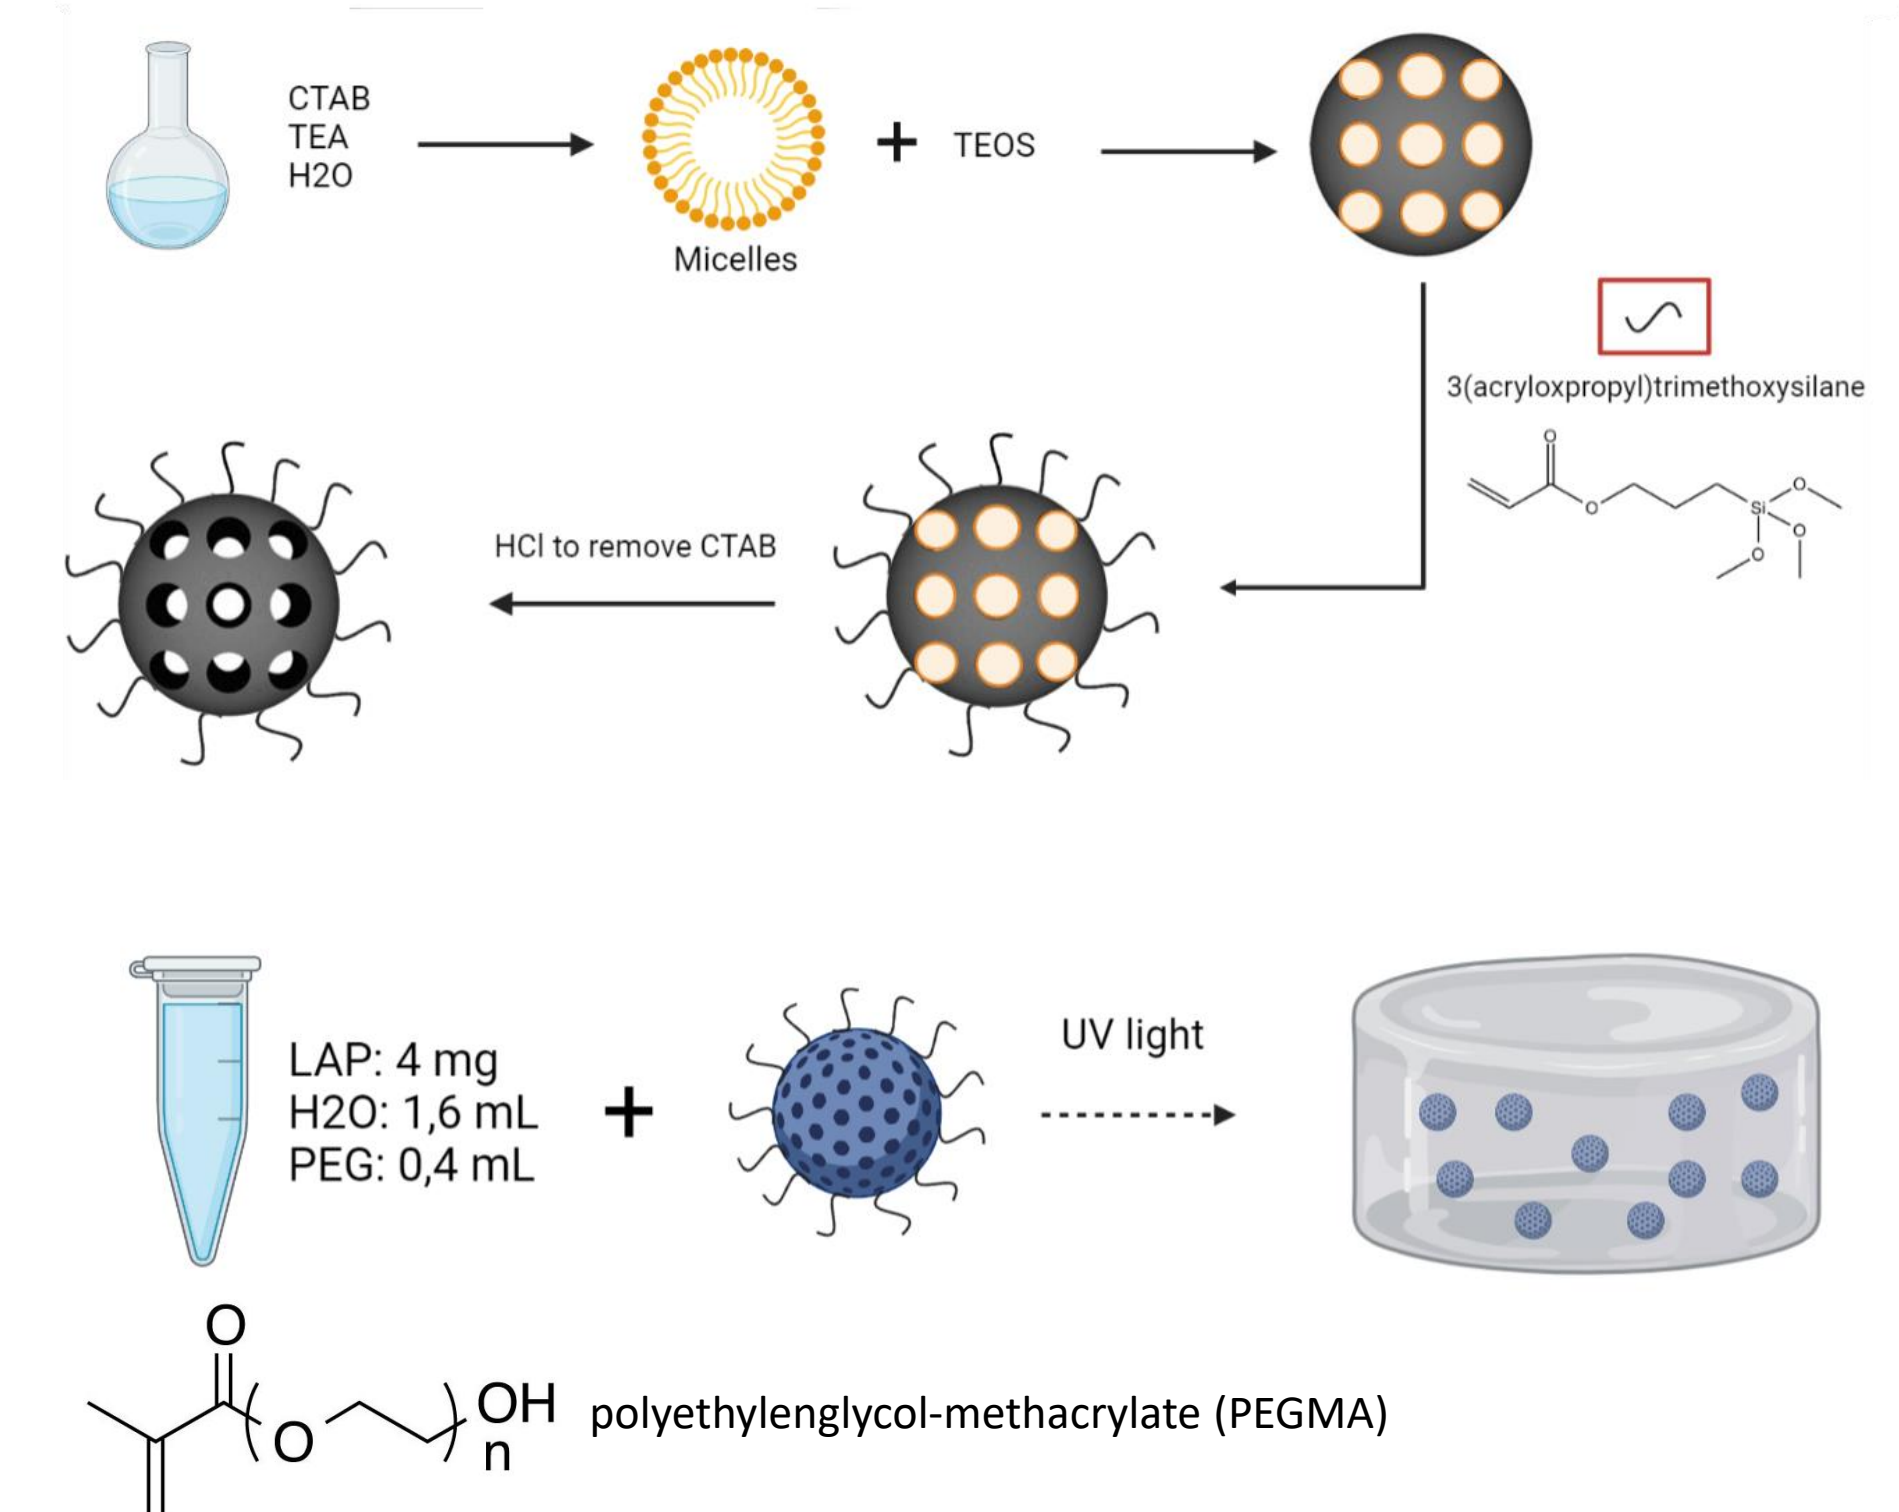 CTAB
TEA
H2O
Micelles
+
TEOS
3(acryloxpropyl)trimethoxysilane
O
O
Si
O
O
O
HCl to remove CTAB
LAP: 4 mg
H2O: 1,6 mL
PEG: 0,4 mL
+
UV light
O
( O ) OH
n
polyethylenglycol-methacrylate (PEGMA)